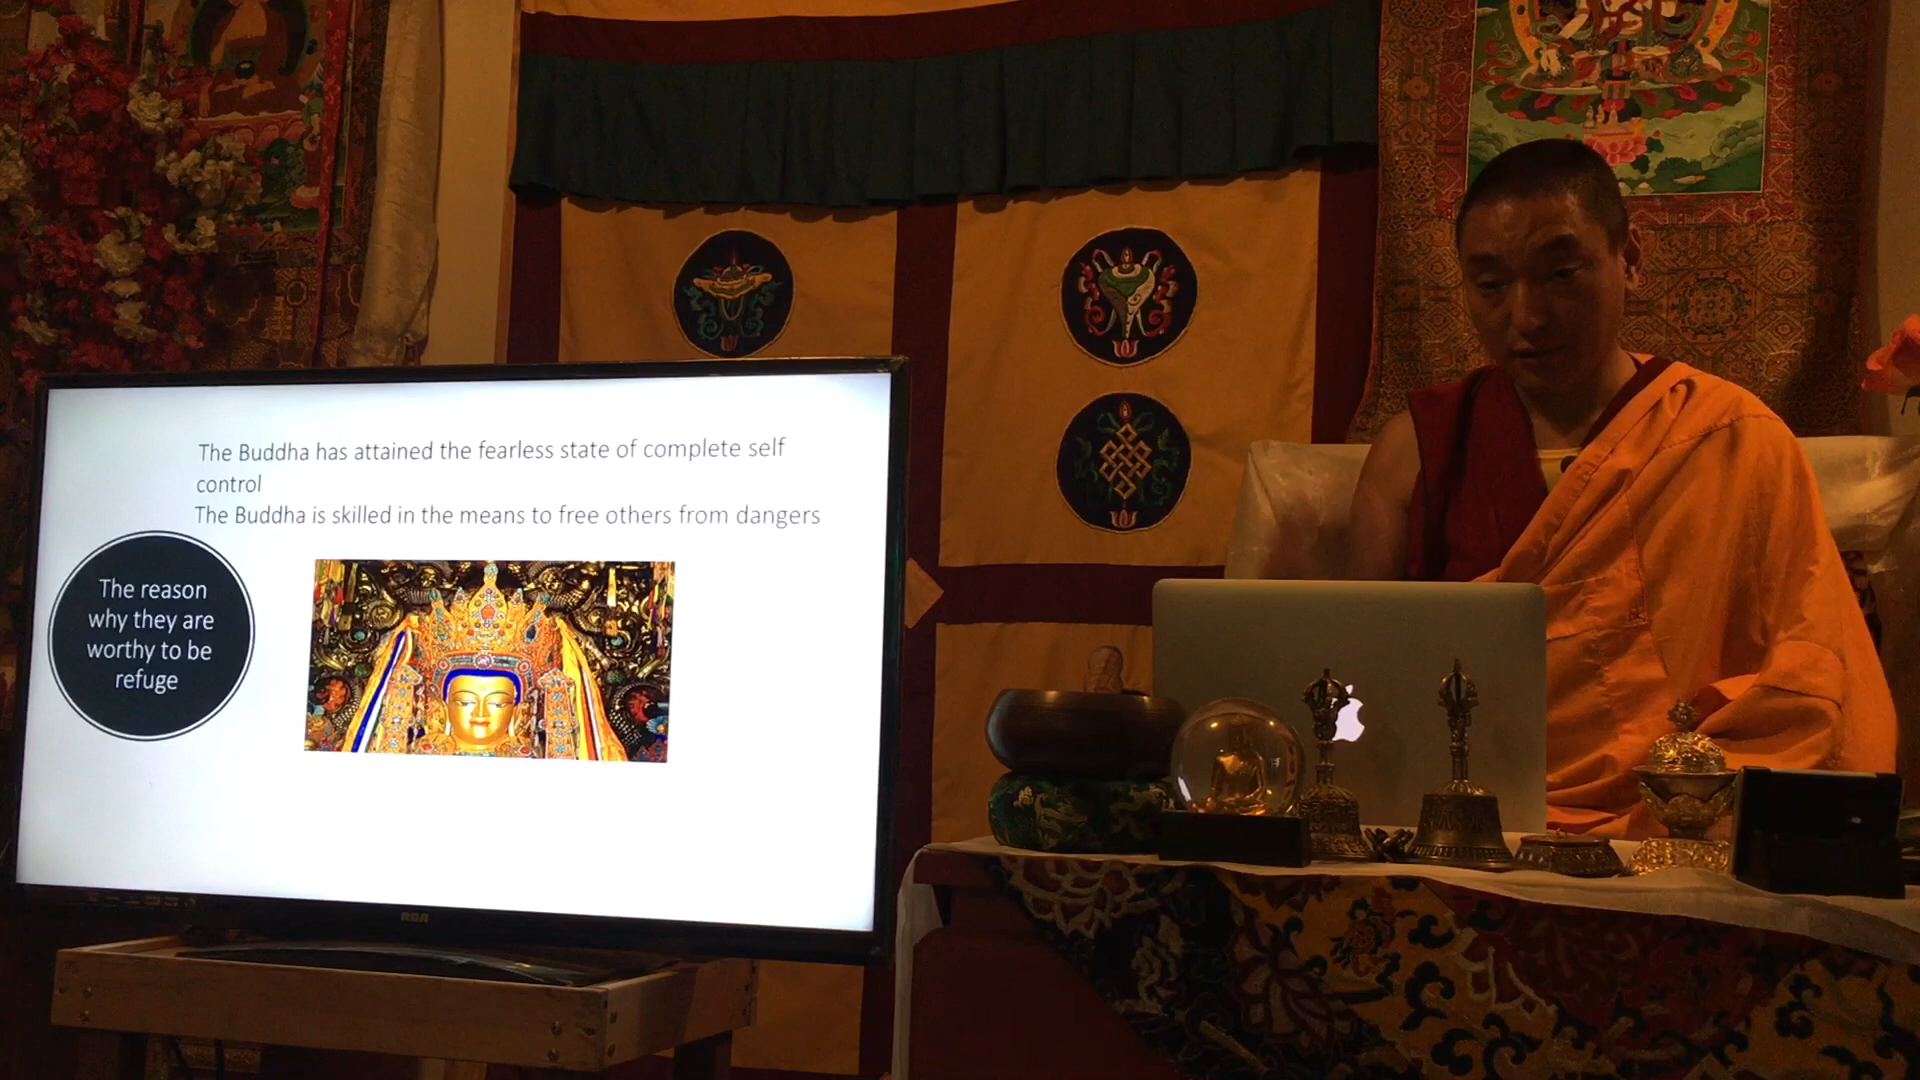 The Buddha has attained the fearless state of complete self
control
The Buddha is skilled in the means to free others from dangers
The reason
why they are
worthy to be
refuge
RCA